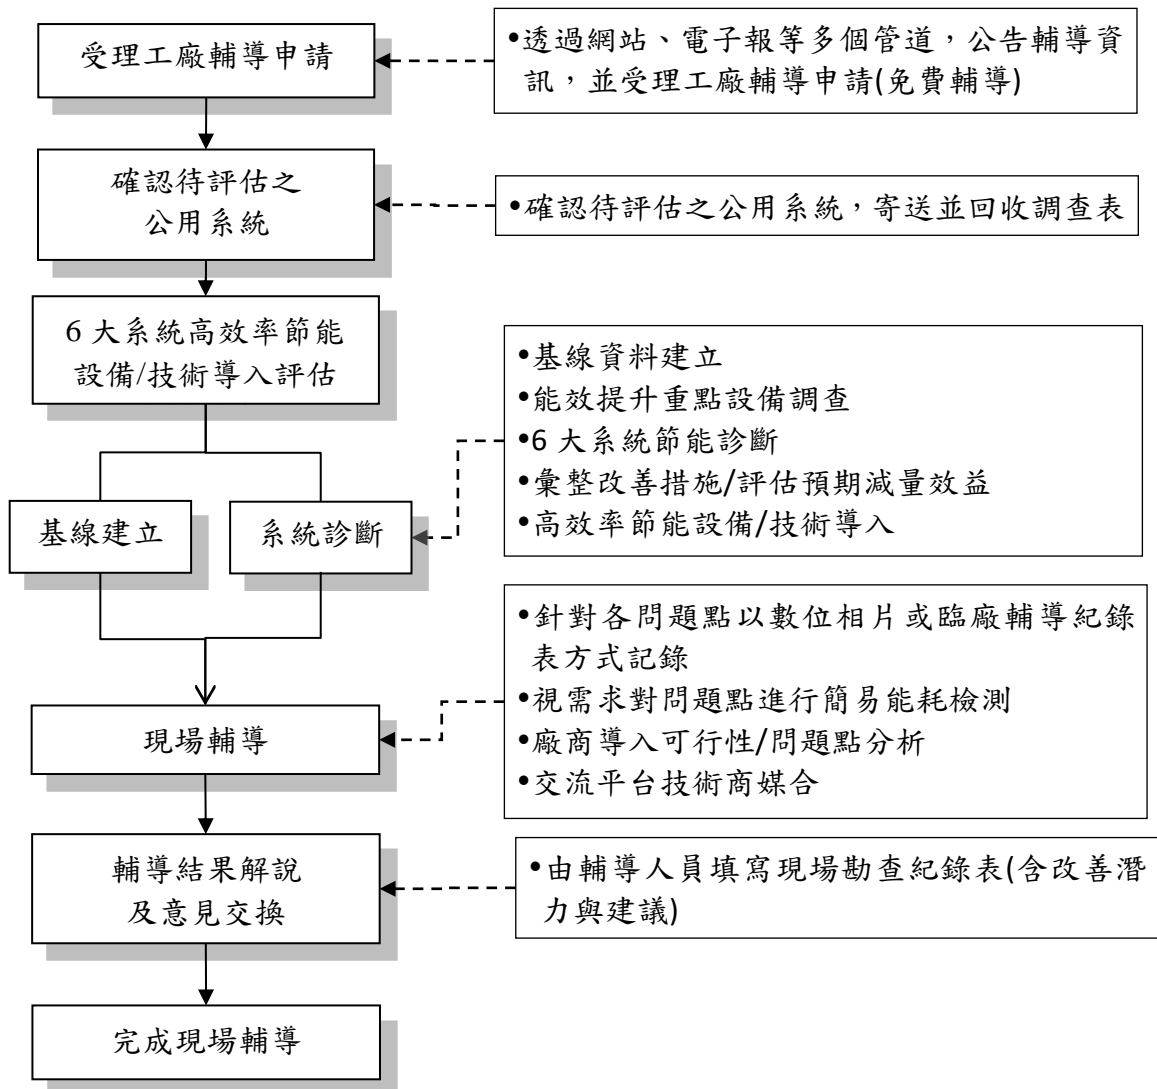 受理工廠輔導申請
•透過網站、電子報等多個管道，公告輔導資
訊，並受理工廠輔導申請(免費輔導)
確認待評估之
公用系統
•確認待評估之公用系統，寄送並回收調查表
6 大系統高效率節能
設備/技術導入評估
•基線資料建立
•能效提升重點設備調查
•6 大系統節能診斷
•彙整改善措施/評估預期減量效益
•高效率節能設備/技術導入
基線建立
系統診斷
•針對各問題點以數位相片或臨廠輔導紀錄
表方式記錄
•視需求對問題點進行簡易能耗檢測
•廠商導入可行性/問題點分析
•交流平台技術商媒合
現場輔導
輔導結果解說
及意見交換
•由輔導人員填寫現場勘查紀錄表(含改善潛
力與建議)
完成現場輔導